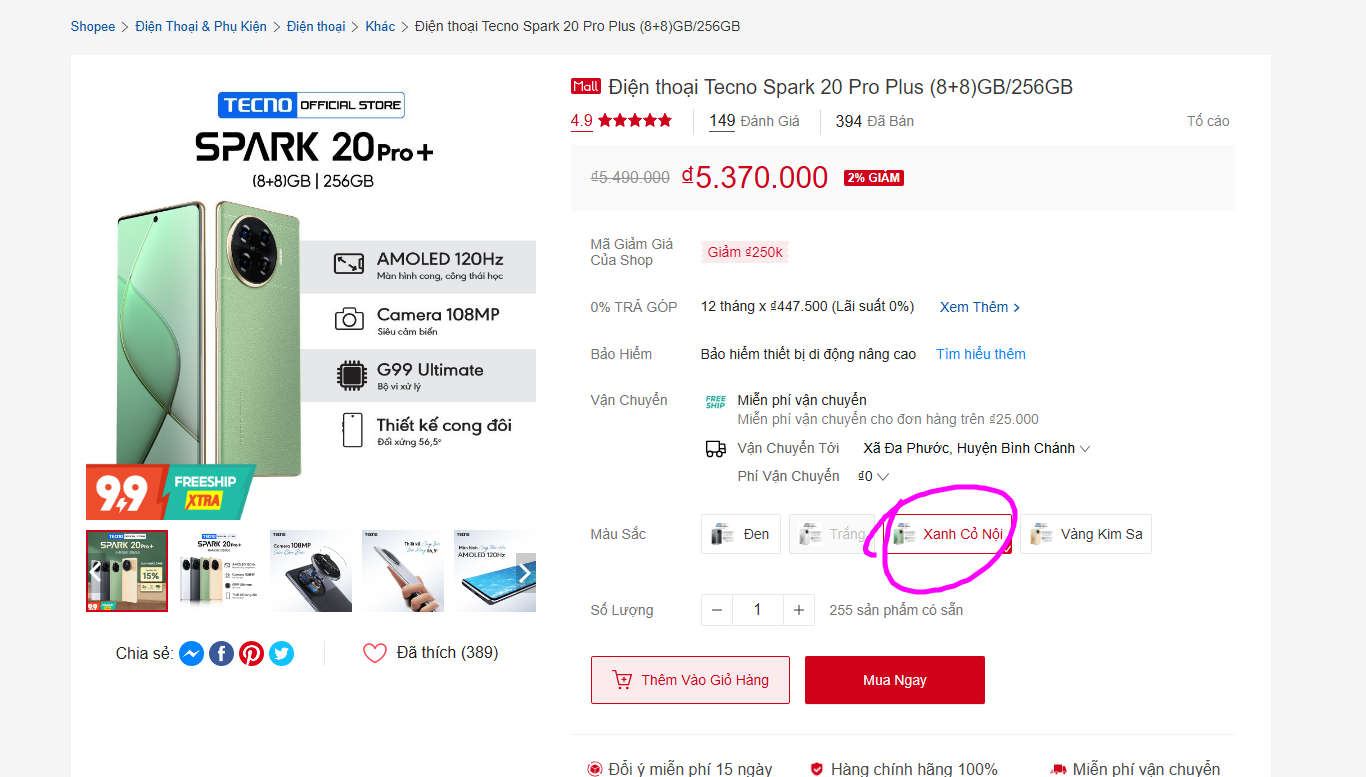 Shopee > Điện Thoại & Phụ Kiện > Điện thoại > Khác > Điện thoại Tecno Spark 20 Pro Plus (8+8)GB/256GB
TECNO OFFICIAL STORE
SPARK 20 Pro+
(8+8)GB | 256GB
AMOLED 120Hz
Màn hình cong, công thái học
Camera 108MP
Siêu cảm biến
G99 Ultimate
Bộ vi xử lý
Thiết kế cong đôi
Đối xứng 56,5°
9.9
FREESHIP
XTRA
Mall Điện thoại Tecno Spark 20 Pro Plus (8+8)GB/256GB
4.9 149 Đánh Giá 394 Đã Bán Tố cáo
₫5.490.000 ₫5.370.000 2% GIẢM
Mã Giảm Giá
Của Shop
Giảm ₫250k
0% TRẢ GÓP 12 tháng x ₫447.500 (Lãi suất 0%) Xem Thêm >
Bảo Hiểm Bảo hiểm thiết bị di động nâng cao Tìm hiểu thêm
Vận Chuyển FREE SHIP Miễn phí vận chuyển
Miễn phí vận chuyển cho đơn hàng trên ₫25.000
Vận Chuyển Tới Xã Đa Phước, Huyện Bình Chánh
Phí Vận Chuyển ₫0
Màu Sắc Đen Trắng Xanh Cỏ Nội Vàng Kim Sa
Số Lượng − 1 + 255 sản phẩm có sẵn
Thêm Vào Giỏ Hàng Mua Ngay
SPARK 20 Pro+
15%
Camera 108MP
AMOLED 120Hz
Chia sẻ: Đã thích (389)
Đổi ý miễn phí 15 ngày Hàng chính hãng 100% Miễn phí vận chuyển